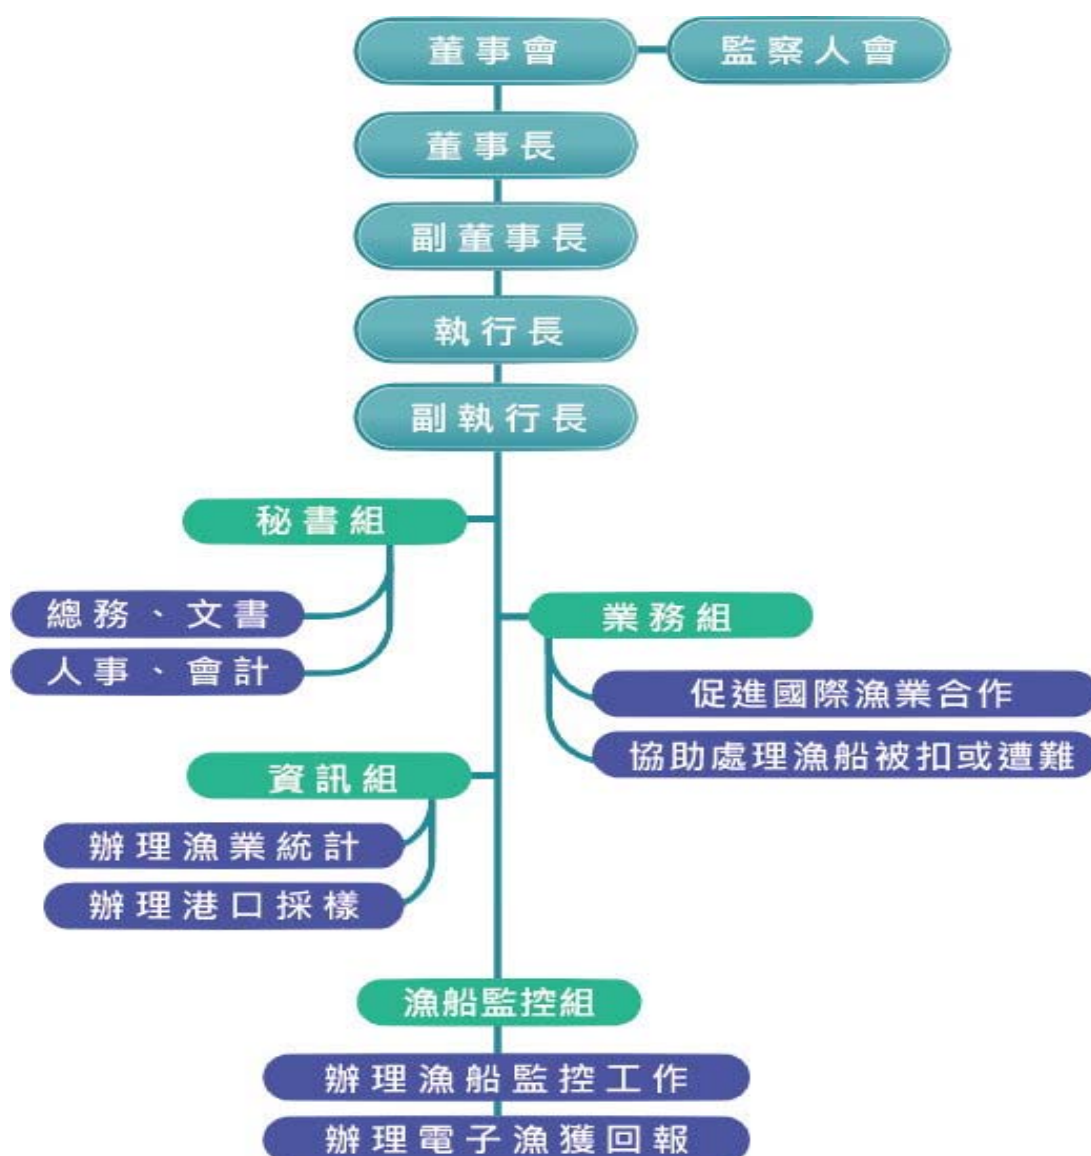 董事會
監察人會
董事長
副董事長
執行長
副執行長
秘書組
總務、文書
人事、會計
業務組
促進國際漁業合作
協助處理漁船被扣或遭難
資訊組
辦理漁業統計
辦理港口採樣
漁船監控組
辦理漁船監控工作
辦理電子漁獲回報